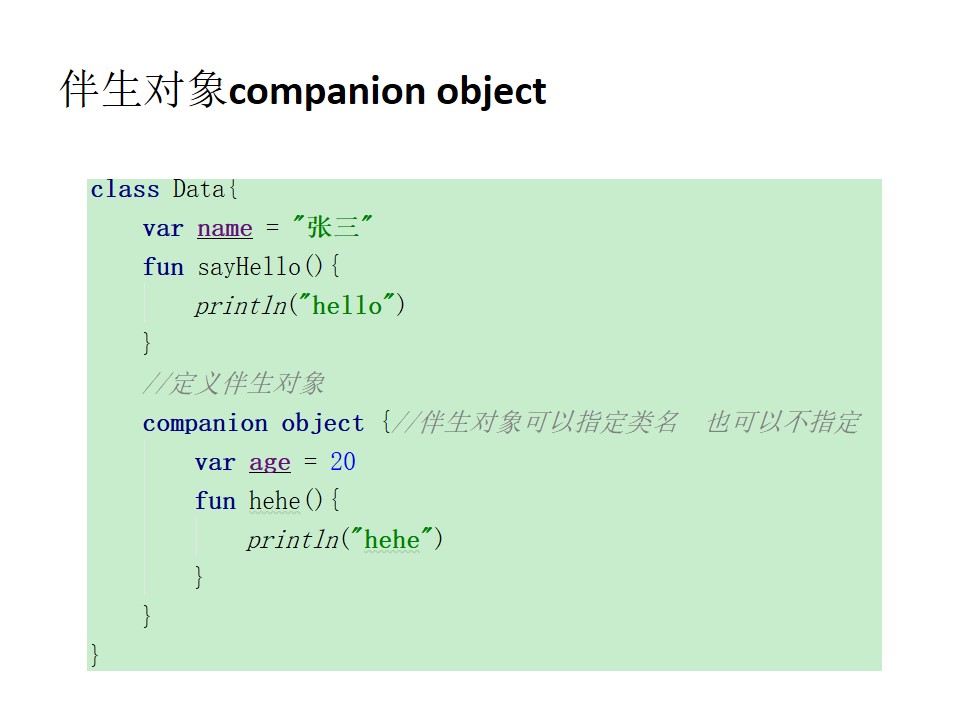 伴生对象companion object
class Data{
var name = "张三"
fun sayHello(){
println("hello")
}
//定义伴生对象
companion object {//伴生对象可以指定类名  也可以不指定
var age = 20
fun hehe(){
println("hehe")
}
}
}